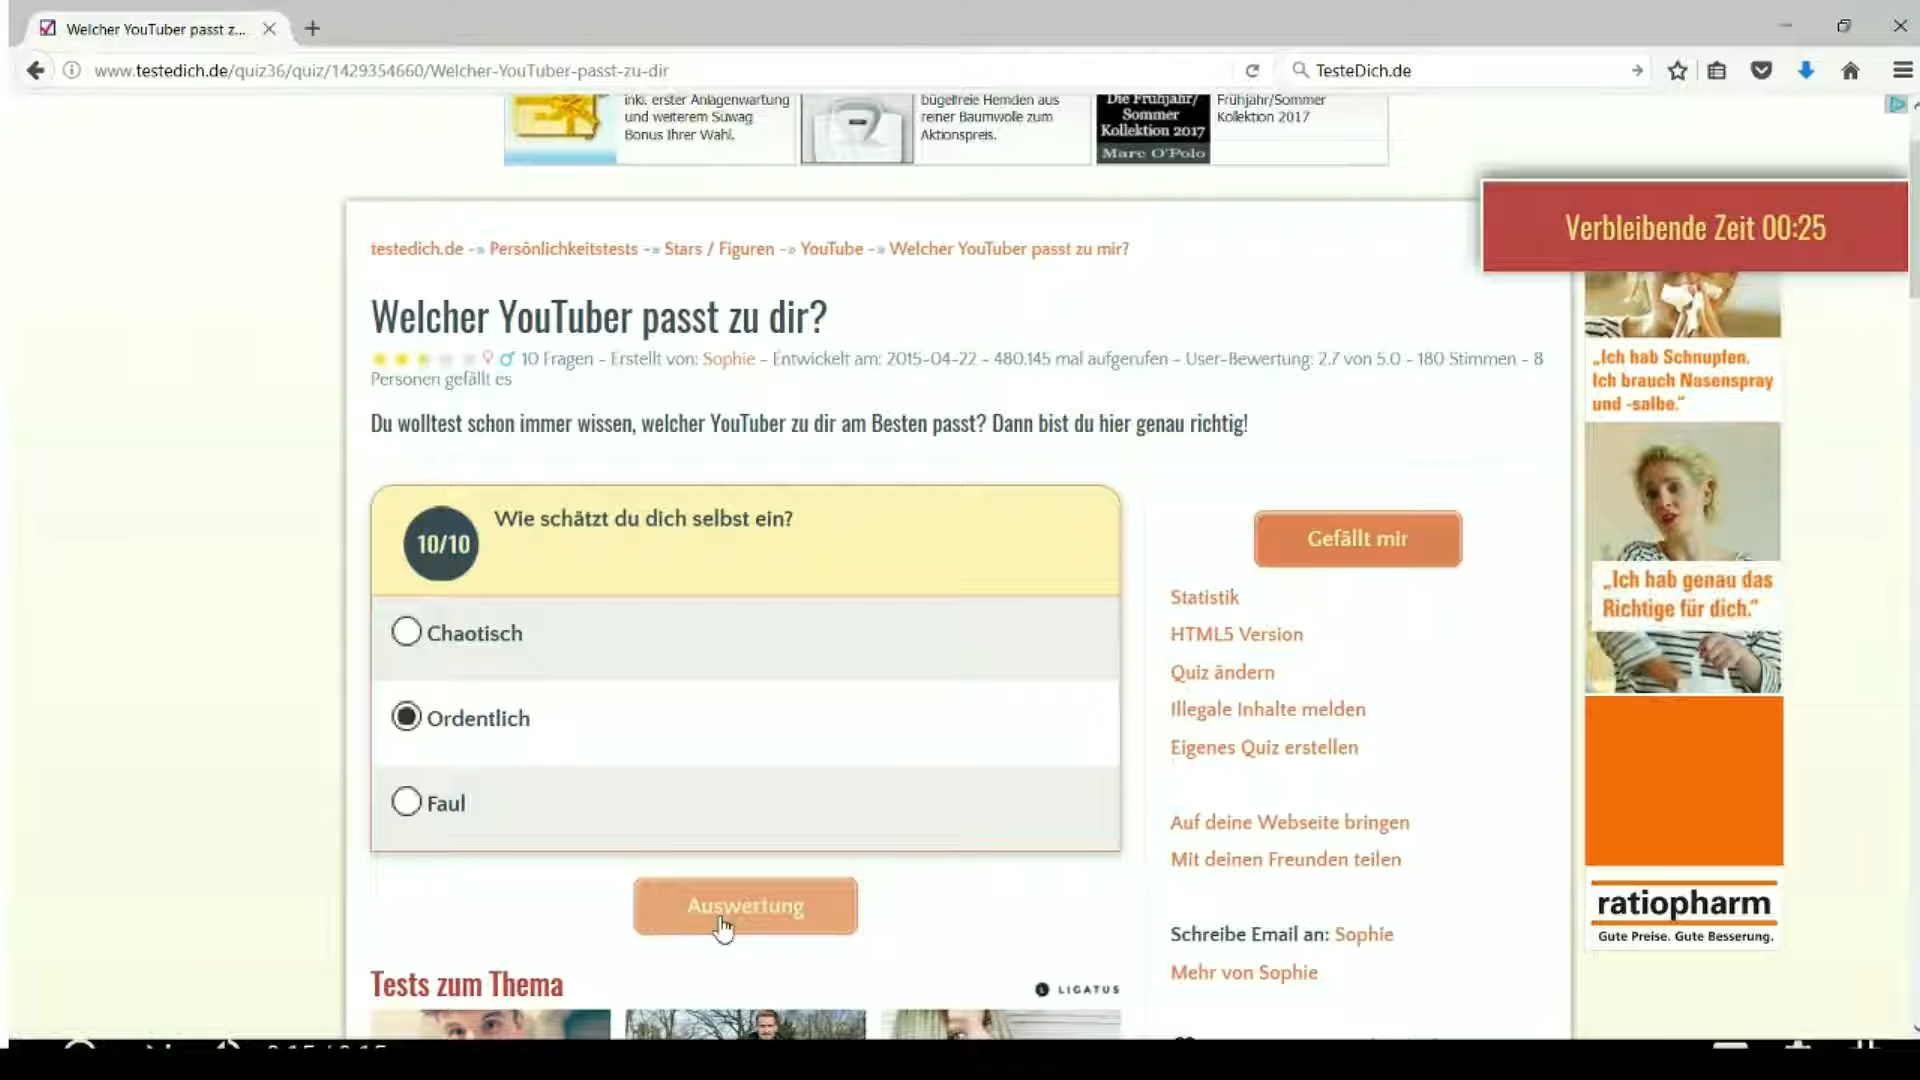 Welcher YouTuber passt z...
www.testedich.de/quiz36/quiz/1429354660/Welcher-YouTuber-passt-zu-dir
TesteDich.de
inkl. erster Anlagenwartung
und weiterem Süwag
Bonus Ihrer Wahl.
bügelfreie Hemden aus
reiner Baumwolle zum
Aktionspreis.
Die Frühjahr/
Sommer
Kollektion 2017
Marc O'Polo
Frühjahr/Sommer
Kollektion 2017
Verbleibende Zeit 00:25
testedich.de -» Persönlichkeitstests -» Stars / Figuren -» YouTube -» Welcher YouTuber passt zu mir?
Welcher YouTuber passt zu dir?
10 Fragen - Erstellt von: Sophie - Entwickelt am: 2015-04-22 - 480.145 mal aufgerufen - User-Bewertung: 2.7 von 5.0 - 180 Stimmen - 8
Personen gefällt es
Du wolltest schon immer wissen, welcher YouTuber zu dir am Besten passt? Dann bist du hier genau richtig!
10/10
Wie schätzt du dich selbst ein?
Chaotisch
Ordentlich
Faul
Auswertung
Tests zum Thema
LIGATUS
Gefällt mir
Statistik
HTML5 Version
Quiz ändern
Illegale Inhalte melden
Eigenes Quiz erstellen
Auf deine Webseite bringen
Mit deinen Freunden teilen
Schreibe Email an: Sophie
Mehr von Sophie
„Ich hab Schnupfen.
Ich brauch Nasenspray
und -salbe.“
„Ich hab genau das
Richtige für dich.“
ratiopharm
Gute Preise. Gute Besserung.